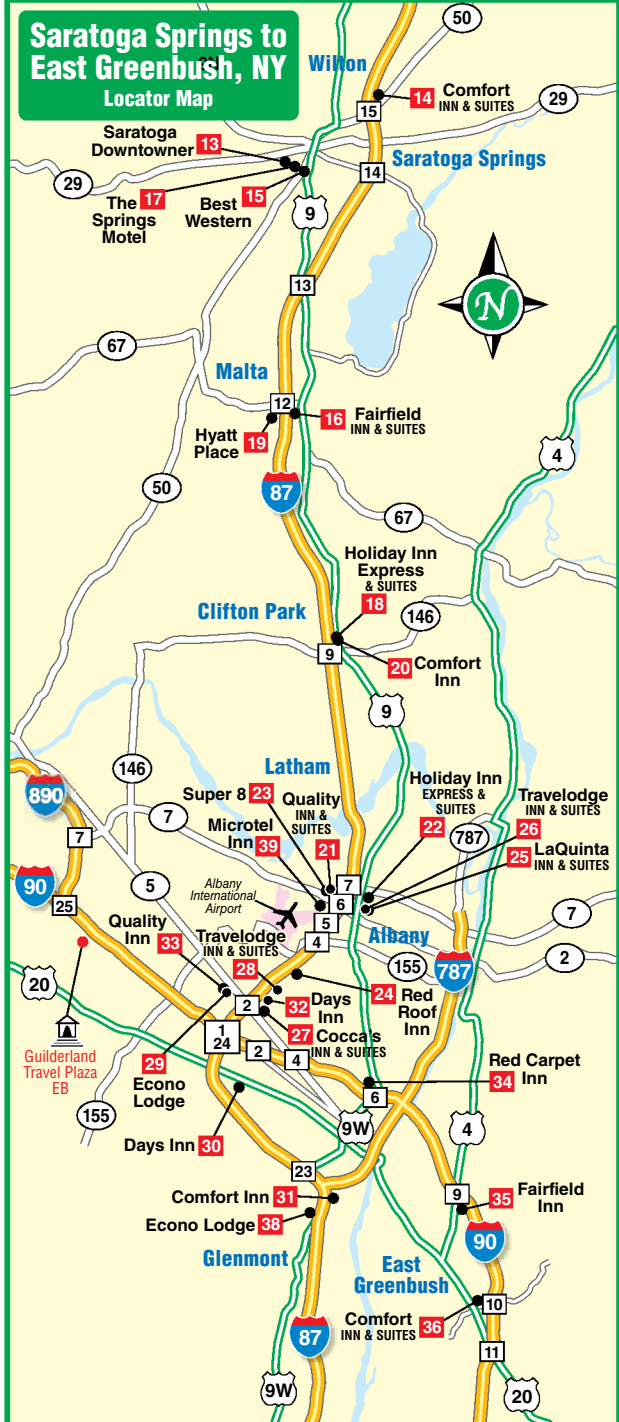 Saratoga Springs to
East Greenbush, NY
Locator Map
50
Wilton
14 Comfort
INN & SUITES
15
29
Saratoga
Downtowner 13
Saratoga Springs
14
29
The 17
Springs
Motel
Best 15
Western
9
N
13
67
Malta
12
16 Fairfield
INN & SUITES
Hyatt
Place 19
4
87
50
67
Holiday Inn
Express
& SUITES
18
Clifton Park
146
9
20 Comfort
Inn
9
146
Latham
890
Super 8 23
Quality
INN &
SUITES
21
Holiday Inn
EXPRESS &
SUITES
22
Travelodge
INN & SUITES
26
7
Microtel
Inn 39
787
25 LaQuinta
INN & SUITES
7
90
5
Albany
International
Airport
7
6
5
4
25
7
Quality
Inn 33
Travelodge
INN & SUITES
28
Albany
155
2
787
20
24 Red
Roof
Inn
32 Days
Inn
2
27 Cocca's
INN & SUITES
1
24
2
4
Guilderland
Travel Plaza
EB
29
Econo
Lodge
Red Carpet
34 Inn
6
155
9W
4
Days Inn 30
23
Comfort Inn 31
9
35 Fairfield
Inn
Econo Lodge 38
90
Glenmont
East
Greenbush
Comfort
INN & SUITES 36
10
87
11
9W
20